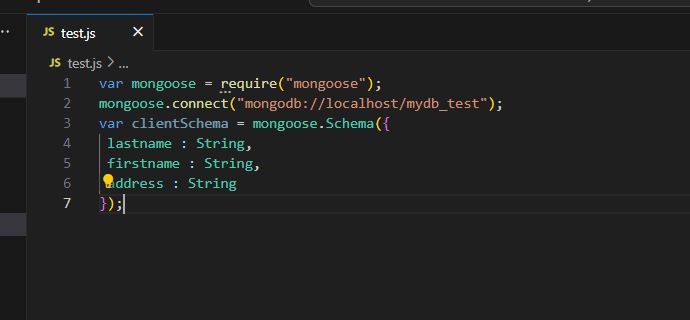 JS test.js ×
JS test.js > ...
1 var mongoose = require("mongoose");
2 mongoose.connect("mongodb://localhost/mydb_test");
3 var clientSchema = mongoose.Schema({
4 lastname : String,
5 firstname : String,
6 address : String
7 });